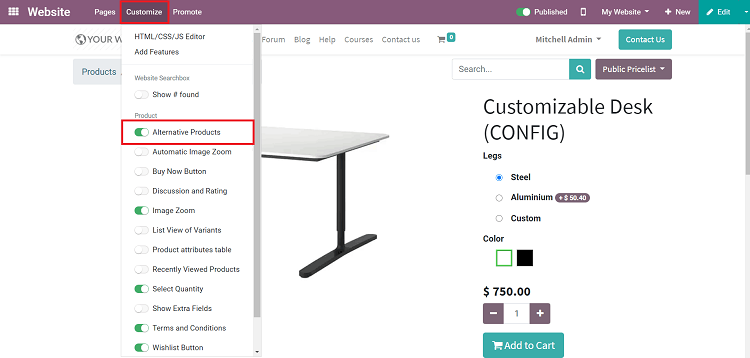 Website Pages Customize Promote Published My Website + New Edit
HTML/CSS/JS Editor
Add Features
Website Searchbox
Show # found
Product
Alternative Products
Automatic Image Zoom
Buy Now Button
Discussion and Rating
Image Zoom
List View of Variants
Product attributes table
Recently Viewed Products
Select Quantity
Show Extra Fields
Terms and Conditions
Wishlist Button
YOUR W Forum Blog Help Courses Contact us 0 Mitchell Admin Contact Us
Products
Search... Public Pricelist
Customizable Desk
(CONFIG)
Legs
Steel
Aluminium + $ 50.40
Custom
Color
$ 750.00
− 1 +
Add to Cart